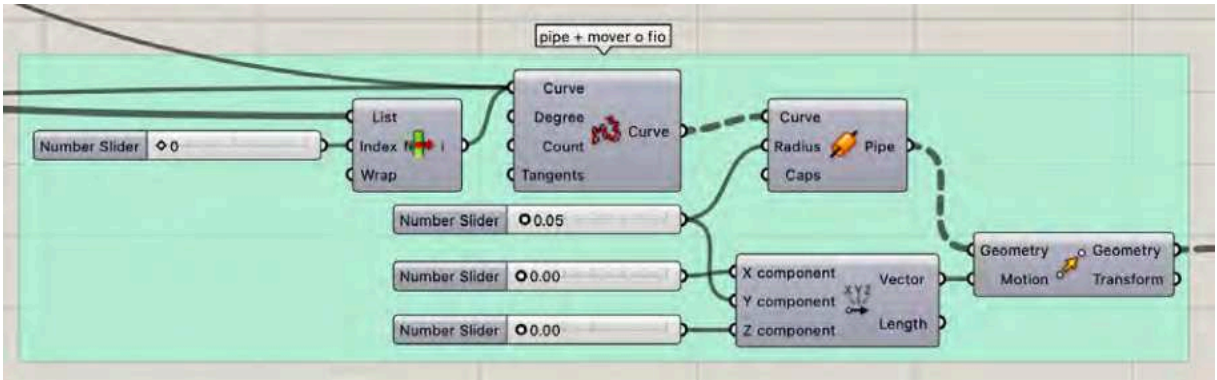 pipe + mover o fio
Curve
Degree
Count
Tangents
Curve
List
Index
Wrap
N
i
Number Slider 0
Curve
Radius
Caps
Pipe
Number Slider 0.05
Number Slider 0.00
Number Slider 0.00
X component
Y component
Z component
XYZ
Vector
Length
Geometry
Motion
Geometry
Transform